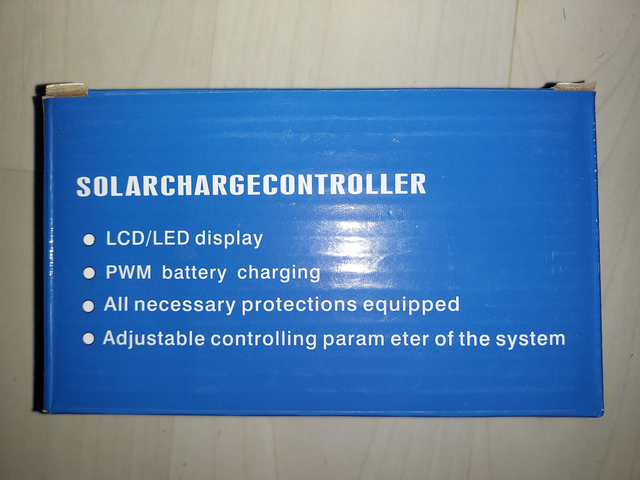 SOLARCHARGECONTROLLER
LCD/LED display
PWM battery charging
All necessary protections equipped
Adjustable controlling param eter of the system